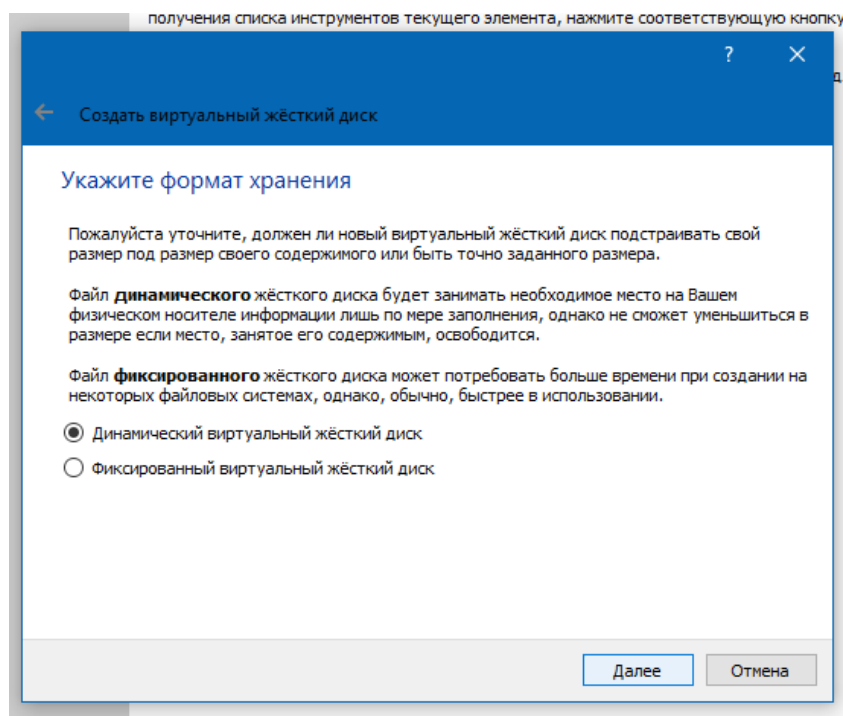 получения списка инструментов текущего элемента, нажмите соответствующую кнопку
?
д
Создать виртуальный жёсткий диск
Укажите формат хранения
Пожалуйста уточните, должен ли новый виртуальный жёсткий диск подстраивать свой
размер под размер своего содержимого или быть точно заданного размера.
Файл динамического жёсткого диска будет занимать необходимое место на Вашем
физическом носителе информации лишь по мере заполнения, однако не сможет уменьшиться в
размере если место, занятое его содержимым, освободится.
Файл фиксированного жёсткого диска может потребовать больше времени при создании на
некоторых файловых системах, однако, обычно, быстрее в использовании.
Динамический виртуальный жёсткий диск
Фиксированный виртуальный жёсткий диск
Далее
Отмена